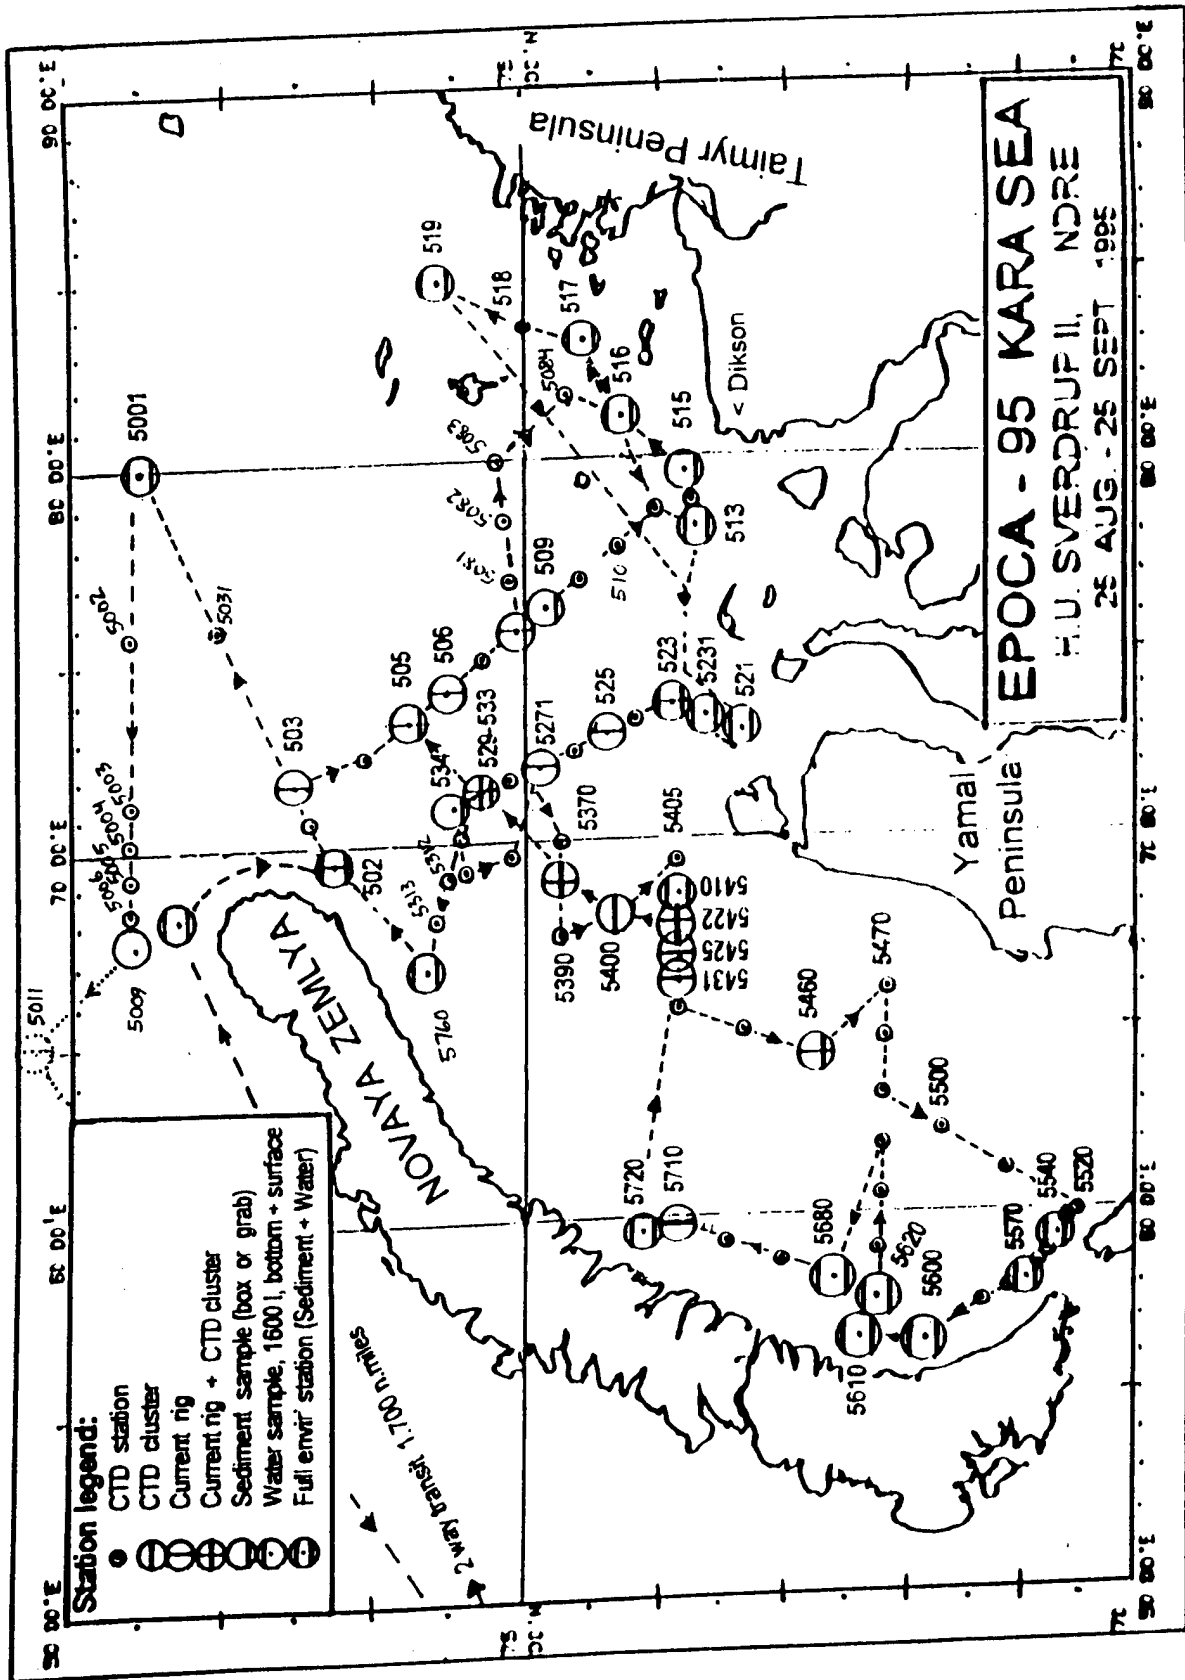 Station legend:
CTD station
CTD cluster
Current rig
Current rig + CTD cluster
Sediment sample (box or grab)
Water sample, 1600 l, bottom + surface
Full envir' station (Sediment + Water)
50 00'E
60 00'E
70 00'E
80 00'E
90 00'E
5011
5009
5006
5005
5004
5003
5002
5001
5031
503
502
505
506
5313
5312
534
529-533
5760
509
5081
5082
5083
5084
510
513
515
516
517
518
519
521
5231
523
525
5271
5370
5390
5400
5405
5410
5422
5425
5431
5460
5470
5500
5520
5540
5570
5600
5610
5620
5680
5710
5720
NOVAYA ZEMLYA
2 way transit 1.700 n.miles
Taimyr Peninsula
< Dikson
Yamal
Peninsula
EPOCA - 95 KARA SEA
H.U. SVERDRUP II, NDRE
25 AUG. - 25 SEPT 1995